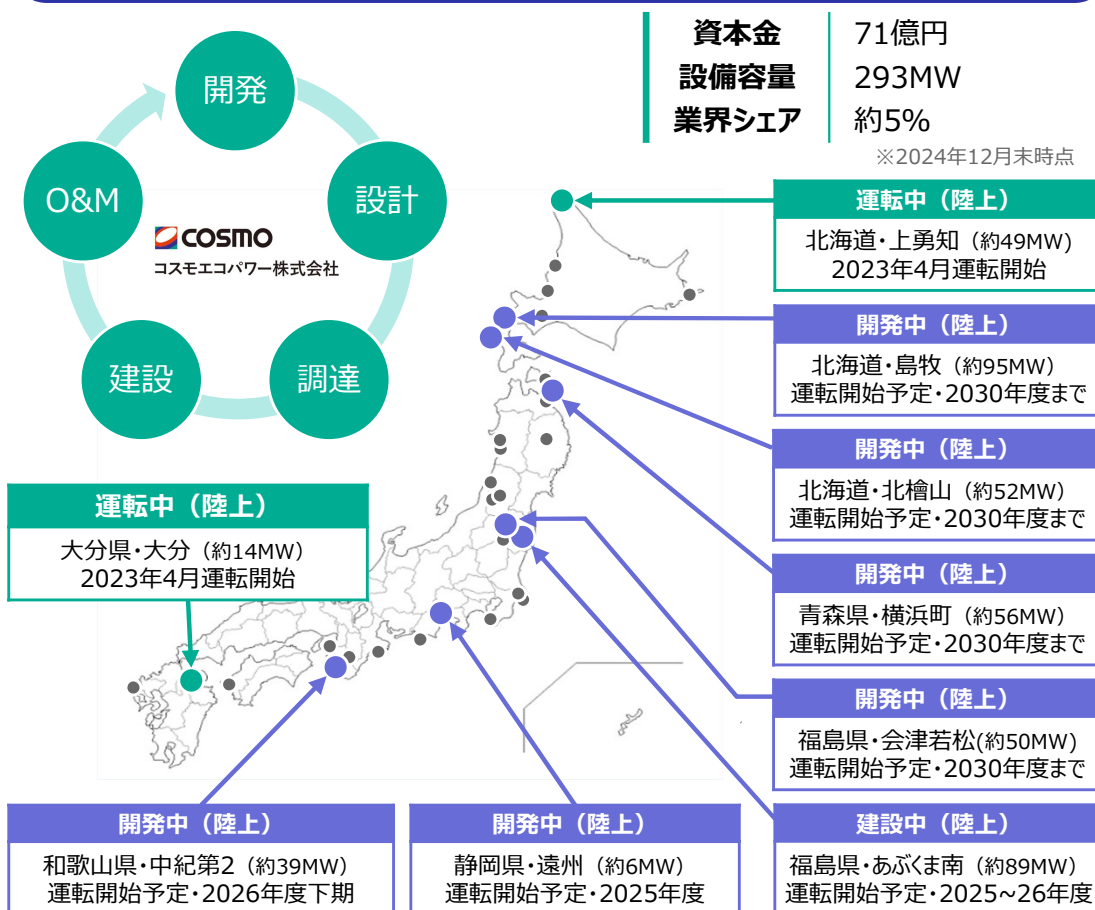 資本金 71億円
設備容量 293MW
業界シェア 約5%
※2024年12月末時点
開発
設計
調達
建設
O&M
COSMO
コスモエコパワー株式会社
運転中（陸上）
北海道・上勇知（約49MW)
2023年4月運転開始
開発中（陸上）
北海道・島牧（約95MW）
運転開始予定・2030年度まで
開発中（陸上）
北海道・北檜山（約52MW）
運転開始予定・2030年度まで
開発中（陸上）
青森県・横浜町（約56MW）
運転開始予定・2030年度まで
開発中（陸上）
福島県・会津若松(約50MW)
運転開始予定・2030年度まで
建設中（陸上）
福島県・あぶくま南（約89MW）
運転開始予定・2025~26年度
運転中（陸上）
大分県・大分（約14MW）
2023年4月運転開始
開発中（陸上）
和歌山県・中紀第2（約39MW）
運転開始予定・2026年度下期
開発中（陸上）
静岡県・遠州（約6MW）
運転開始予定・2025年度